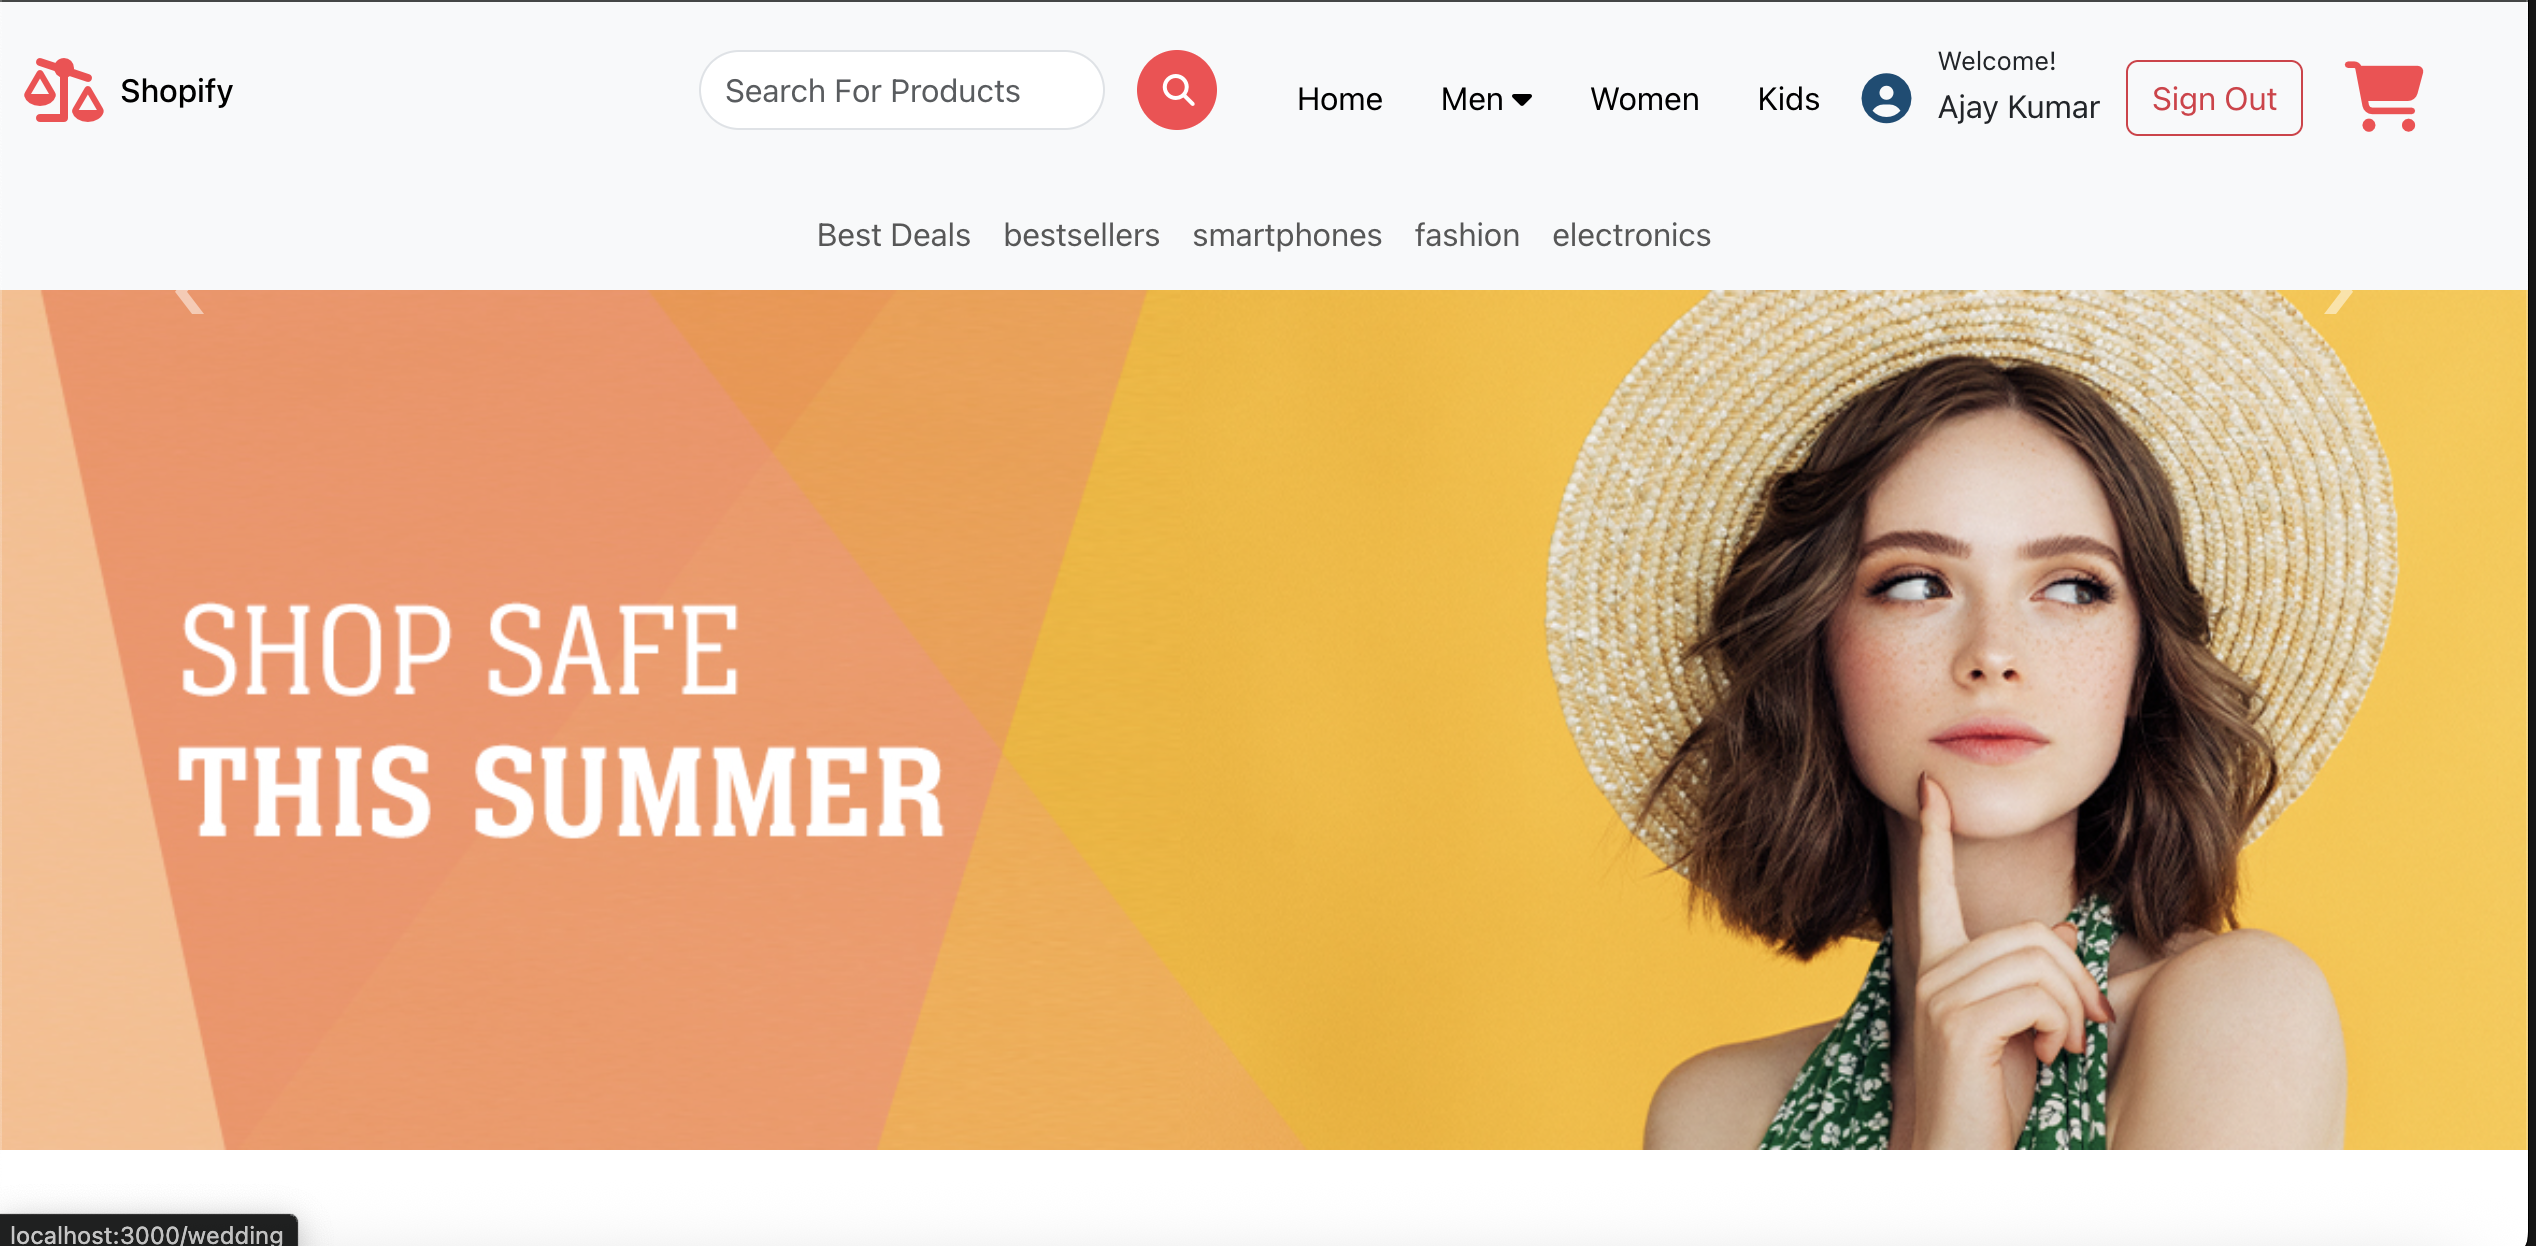 Shopify
Search For Products
Home Men Women Kids
Welcome!
Ajay Kumar
Sign Out
Best Deals bestsellers smartphones fashion electronics
SHOP SAFE
THIS SUMMER
localhost:3000/wedding